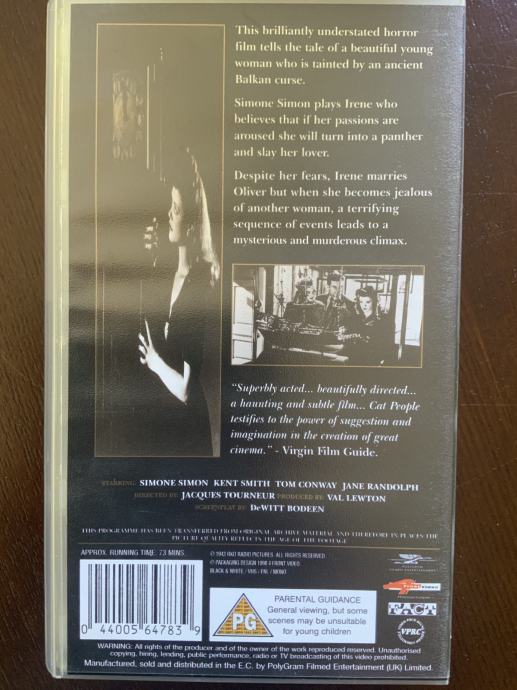 This brilliantly understated horror
film tells the tale of a beautiful young
woman who is tainted by an ancient
Balkan curse.
Simone Simon plays Irene who
believes that if her passions are
aroused she will turn into a panther
and slay her lover.
Despite her fears, Irene marries
Oliver but when she becomes jealous
of another woman, a terrifying
sequence of events leads to a
mysterious and murderous climax.
"Superbly acted... beautifully directed...
a haunting and subtle film... Cat People
testifies to the power of suggestion and
imagination in the creation of great
cinema." - Virgin Film Guide.
STARRING SIMONE SIMON KENT SMITH TOM CONWAY JANE RANDOLPH
DIRECTED BY JACQUES TOURNEUR PRODUCED BY VAL LEWTON
SCREENPLAY BY DeWITT BODEEN
THIS PROGRAMME HAS BEEN TRANSFERRED FROM ORIGINAL ARCHIVE MATERIAL AND THEREFORE IN PLACES THE
PICTURE QUALITY REFLECTS THE AGE OF THE FOOTAGE
APPROX. RUNNING TIME: 73 MINS
© 1942 RKO RADIO PICTURES. ALL RIGHTS RESERVED.
BLACK & WHITE / VHS - PAL / MONO
0 44005 64783 9
PG
PARENTAL GUIDANCE
General viewing, but some
scenes may be unsuitable
for young children
FACT
VPRC
WARNING: All rights of the producer and of the owner of the work reproduced reserved. Unauthorised
copying, hiring, lending, public performance, radio or TV broadcasting of this video prohibited.
Manufactured, sold and distributed in the E.C. by PolyGram Filmed Entertainment (UK) Limited.